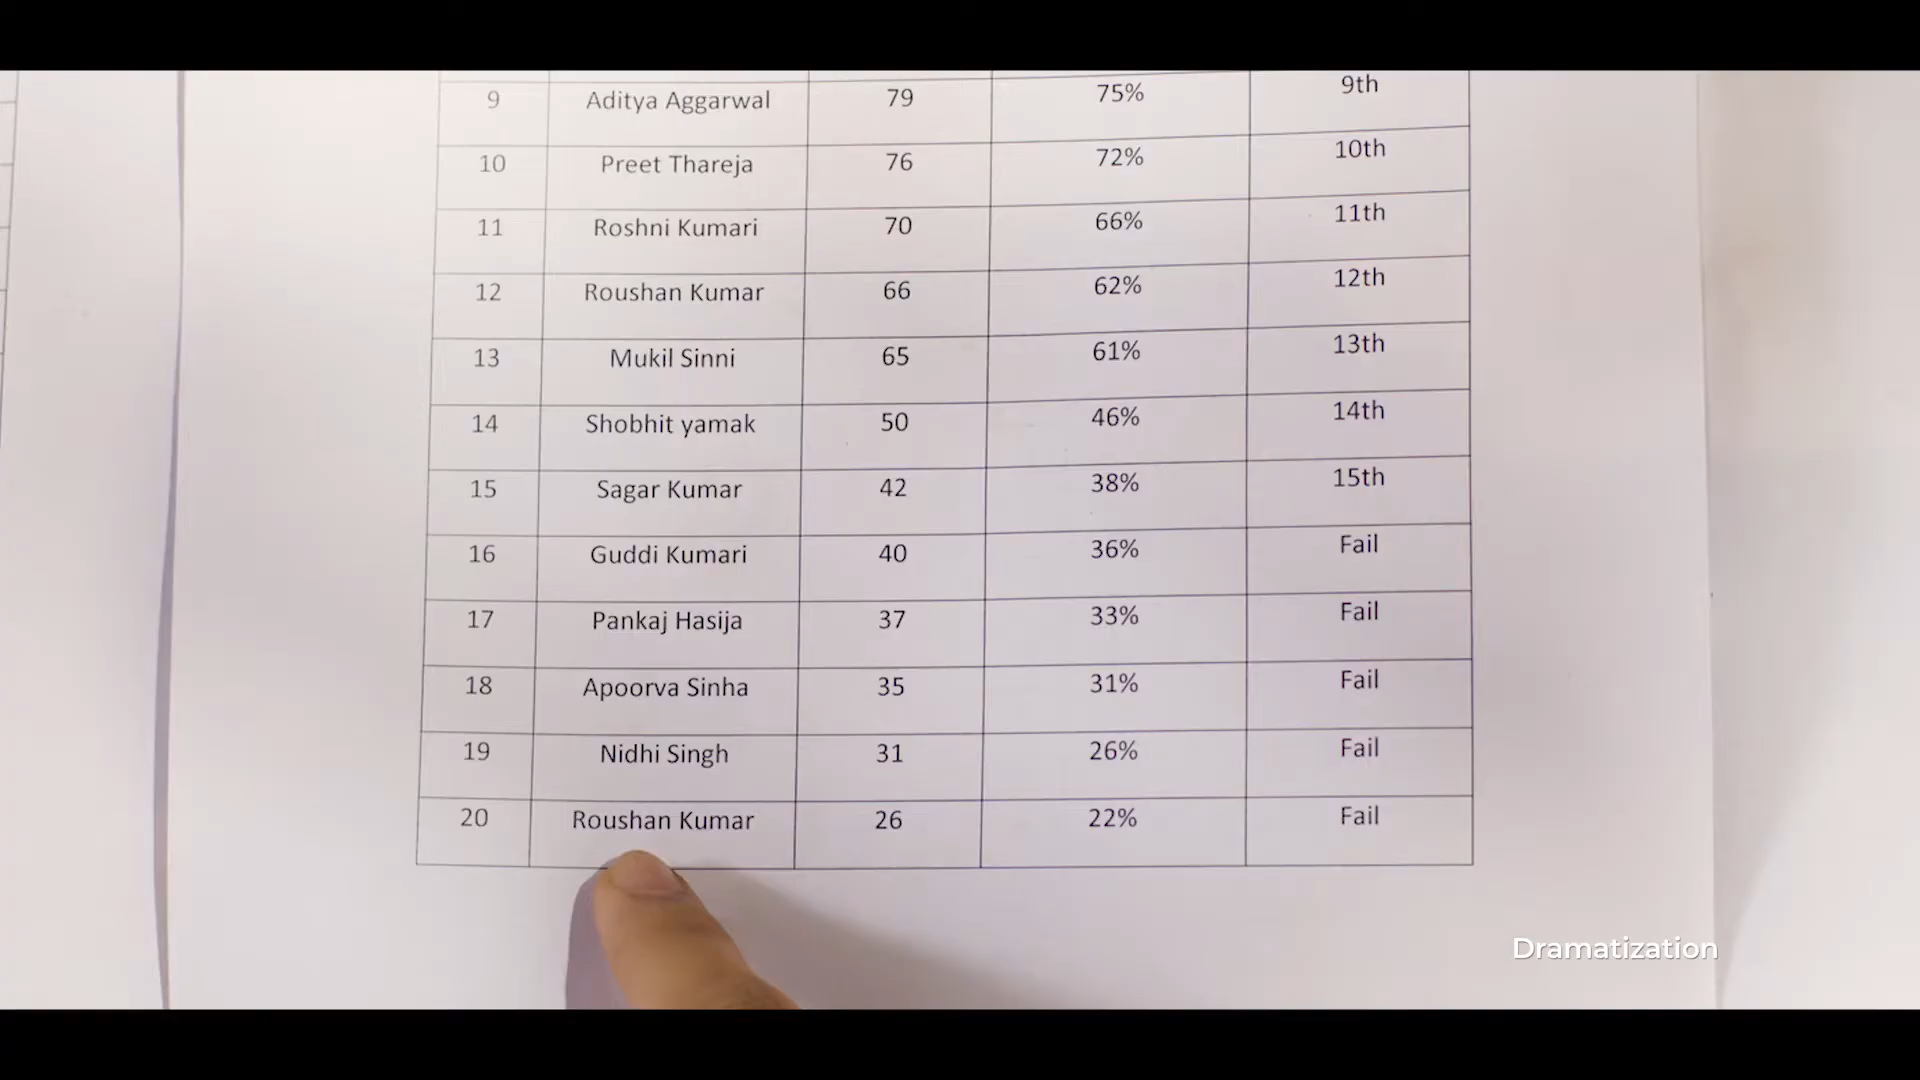 9 Aditya Aggarwal 79 75% 9th
10 Preet Thareja 76 72% 10th
11 Roshni Kumari 70 66% 11th
12 Roushan Kumar 66 62% 12th
13 Mukil Sinni 65 61% 13th
14 Shobhit yamak 50 46% 14th
15 Sagar Kumar 42 38% 15th
16 Guddi Kumari 40 36% Fail
17 Pankaj Hasija 37 33% Fail
18 Apoorva Sinha 35 31% Fail
19 Nidhi Singh 31 26% Fail
20 Roushan Kumar 26 22% Fail
Dramatization